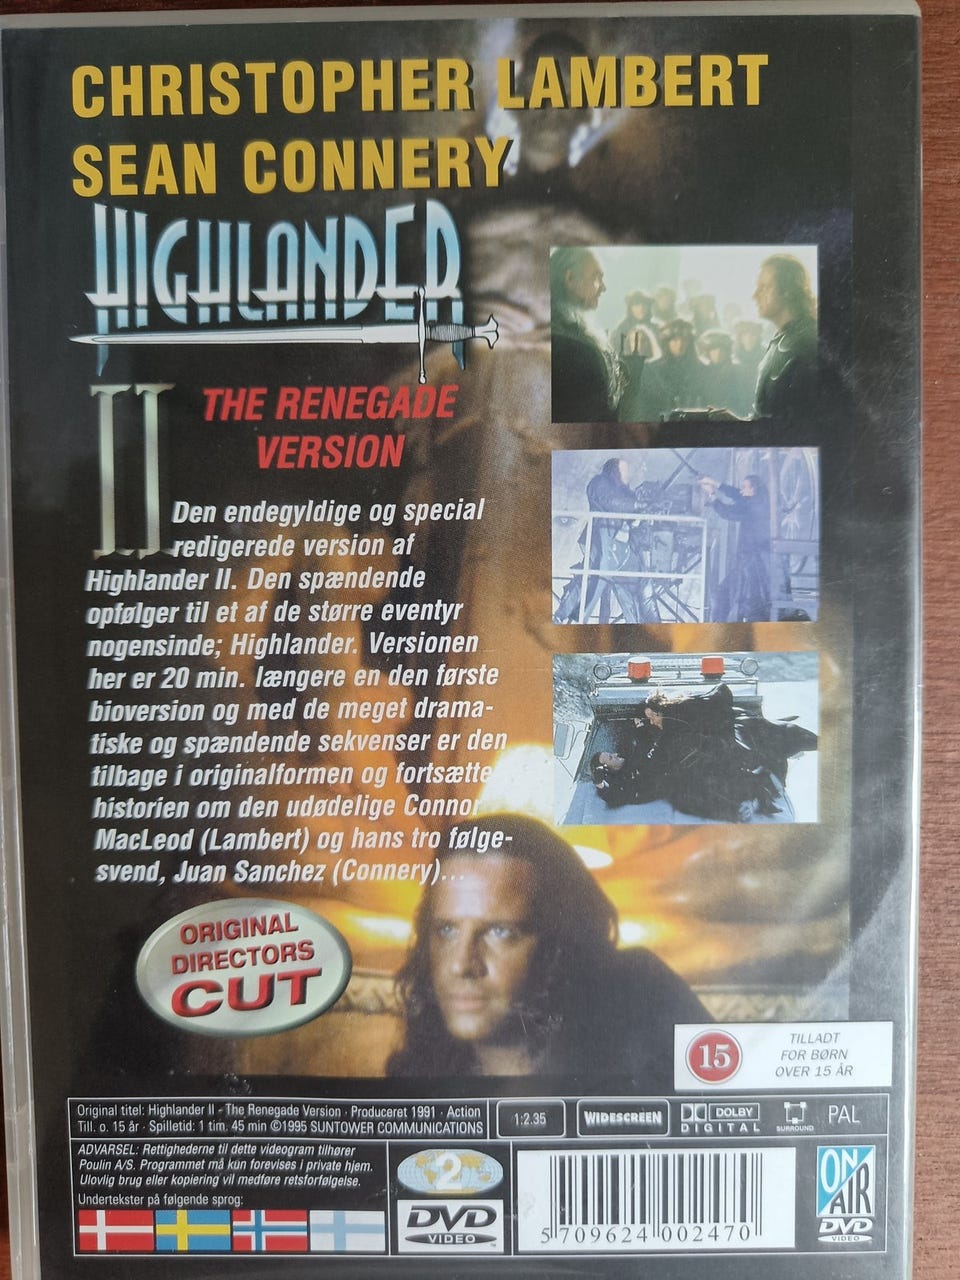 CHRISTOPHER LAMBERT
SEAN CONNERY
HIGHLANDER
II
THE RENEGADE
VERSION
Den endegyldige og special
redigerede version af
Highlander II. Den spændende
opfølger til et af de større eventyr
nogensinde; Highlander. Versionen
her er 20 min. længere en den første
bioversion og med de meget drama-
tiske og spændende sekvenser er den
tilbage i originalformen og fortsætte
historien om den udødelige Connor
MacLeod (Lambert) og hans tro følge-
svend, Juan Sanchez (Connery)...
ORIGINAL
DIRECTORS
CUT
15
TILLADT
FOR BØRN
OVER 15 ÅR
Original titel: Highlander II - The Renegade Version · Produceret 1991 · Action
Till. o. 15 år · Spilletid: 1 tim. 45 min ©1995 SUNTOWER COMMUNICATIONS
1:2.35
WIDESCREEN
DOLBY
DIGITAL
SURROUND
PAL
ADVARSEL: Rettighederne til dette videogram tilhører
Poulin A/S. Programmet må kun forevises i private hjem.
Ulovlig brug eller kopiering vil medføre retsforfølgelse.
Undertekster på følgende sprog:
2
DVD
VIDEO
5 709624 002470
ON
AIR
DVD
VIDEO